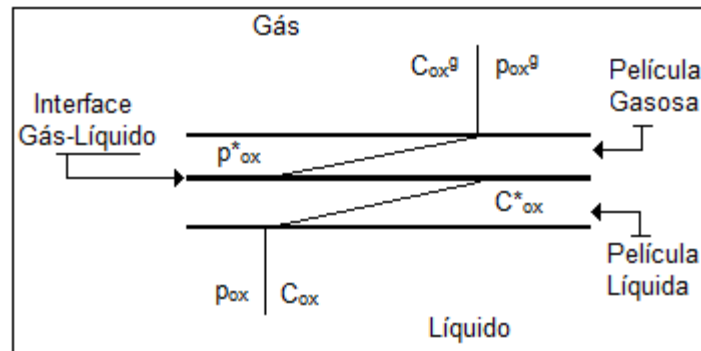 Gás
C_ox^g p_ox^g
Película
Gasosa
Interface
Gás-Líquido
p*_ox
C*_ox
Película
Líquida
p_ox C_ox
Líquido